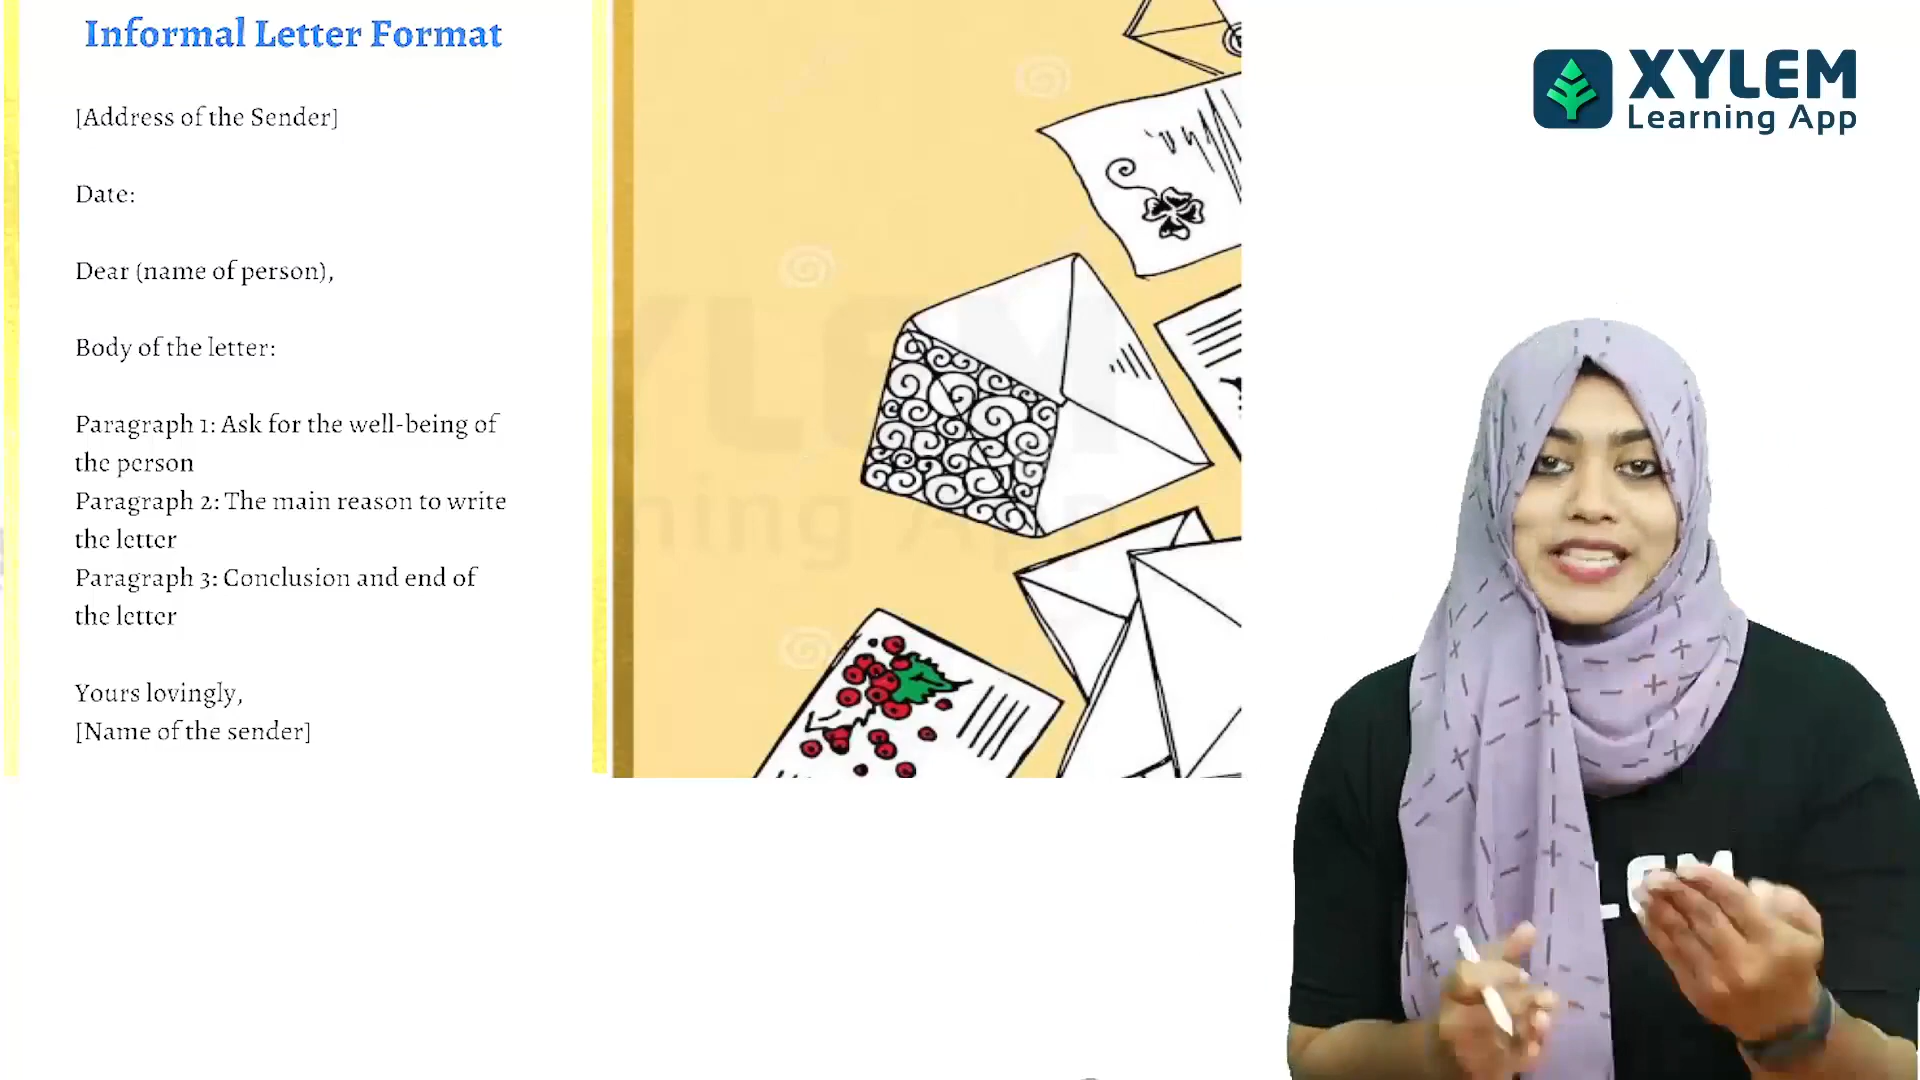 Informal Letter Format
[Address of the Sender]
Date:
Dear (name of person),
Body of the letter:
Paragraph 1: Ask for the well-being of
the person
Paragraph 2: The main reason to write
the letter
Paragraph 3: Conclusion and end of
the letter
Yours lovingly,
[Name of the sender]
XYLEM
Learning App